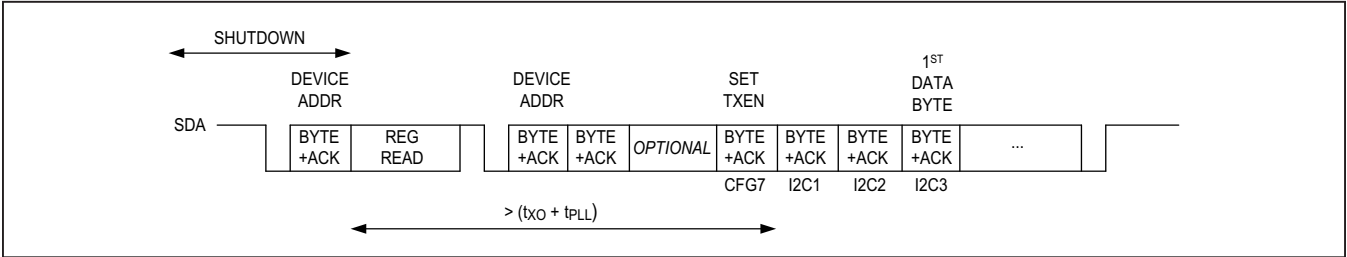 SHUTDOWN
DEVICE
ADDR
DEVICE
ADDR
SET
TXEN
1ST
DATA
BYTE
SDA
BYTE
+ACK
REG
READ
BYTE
+ACK
BYTE
+ACK
OPTIONAL
BYTE
+ACK
BYTE
+ACK
BYTE
+ACK
BYTE
+ACK
...
CFG7
I2C1
I2C2
I2C3
> (tXO + tPLL)